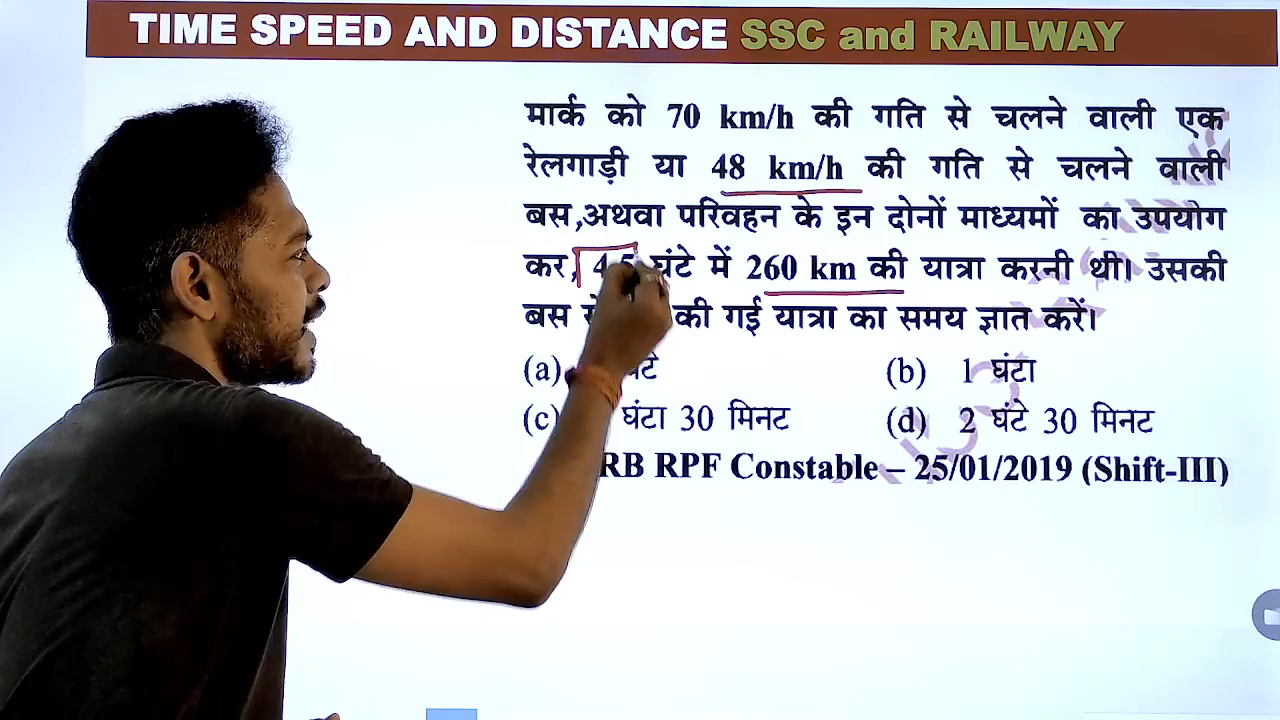 TIME SPEED AND DISTANCE SSC and RAILWAY
मार्क को 70 km/h की गति से चलने वाली एक
रेलगाड़ी या 48 km/h की गति से चलने वाली
बस,अथवा परिवहन के इन दोनों माध्यमों का उपयोग
कर, घंटे में 260 km की यात्रा करनी थी। उसकी
बस की गई यात्रा का समय ज्ञात करें।
(a)
(b) 1 घंटा
(c) घंटा 30 मिनट
(d) 2 घंटे 30 मिनट
RB RPF Constable – 25/01/2019 (Shift-III)